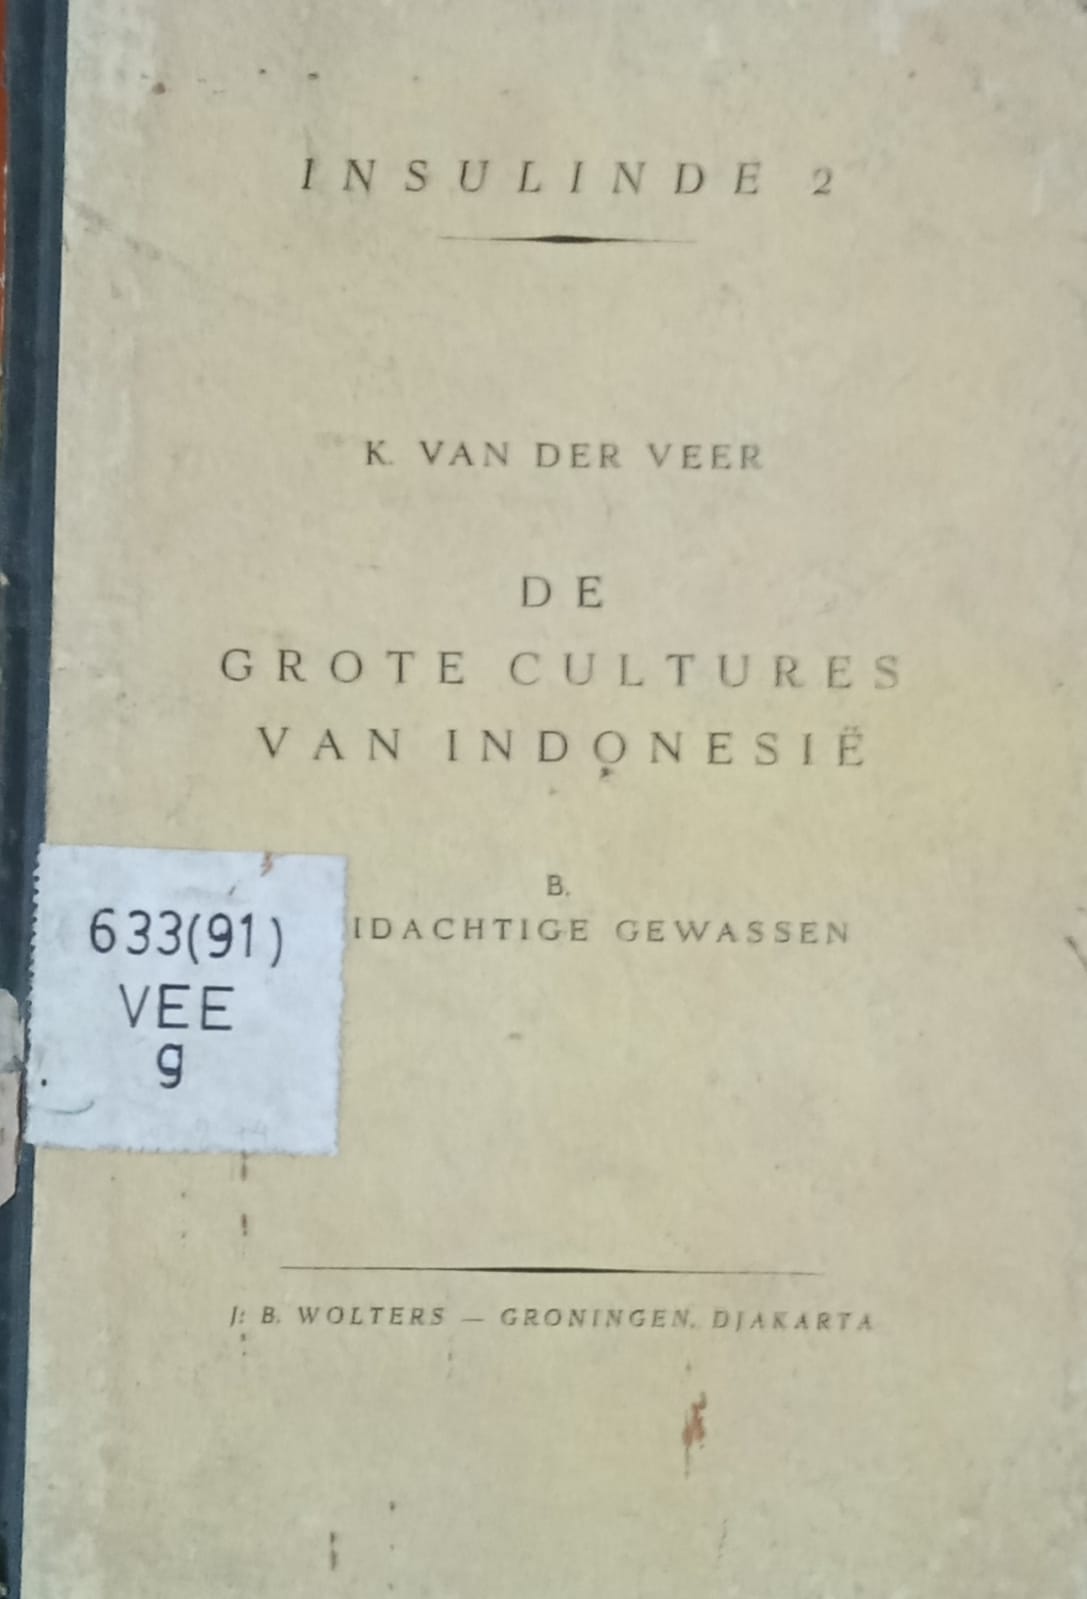 INSULINDE 2
K. VAN DER VEER
DE
GROTE CULTURES
VAN INDONESIË
B.
IDACHTIGE GEWASSEN
633(91)
VEE
g
J. B. WOLTERS — GRONINGEN, DJAKARTA